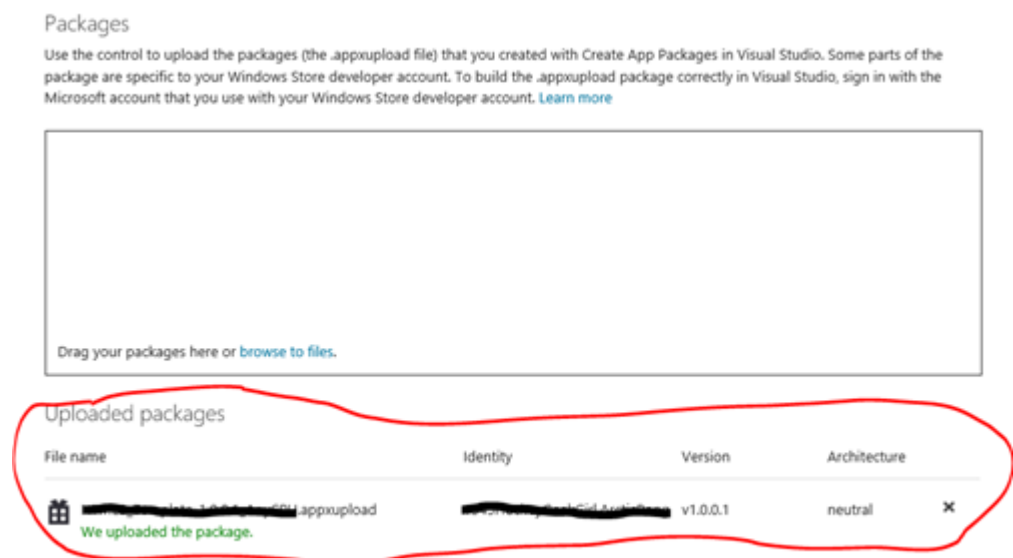 Packages
Use the control to upload the packages (the .appxupload file) that you created with Create App Packages in Visual Studio. Some parts of the
package are specific to your Windows Store developer account. To build the .appxupload package correctly in Visual Studio, sign in with the
Microsoft account that you use with your Windows Store developer account. Learn more
Drag your packages here or browse to files.
Uploaded packages
File name Identity Version Architecture
.appxupload v1.0.0.1 neutral ×
We uploaded the package.